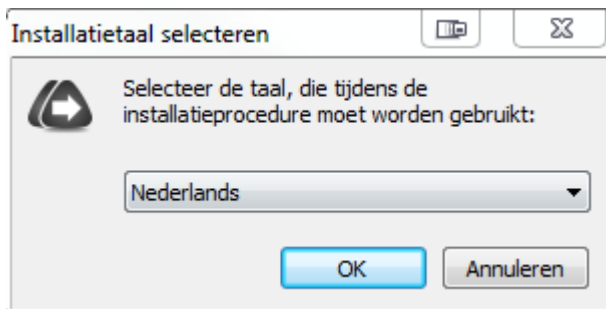 Installatietaal selecteren
Selecteer de taal, die tijdens de
installatieprocedure moet worden gebruikt:
Nederlands
OK
Annuleren